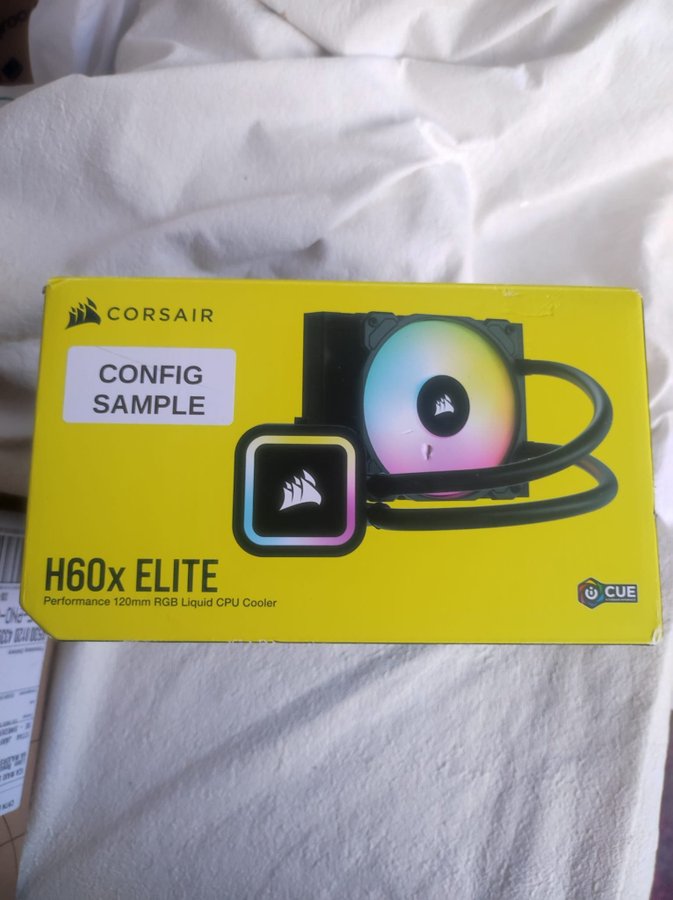 CORSAIR
CONFIG
SAMPLE
H60x ELITE
Performance 120mm RGB Liquid CPU Cooler
CUE